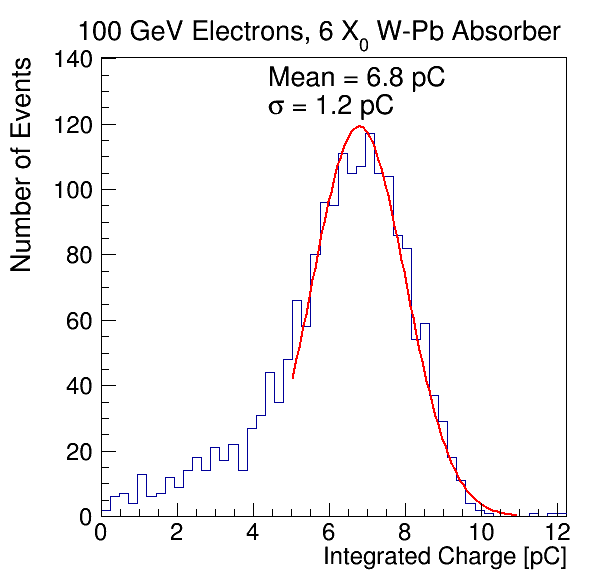 100 GeV Electrons, 6 X₀ W-Pb Absorber
Mean = 6.8 pC
σ = 1.2 pC
Number of Events
140
120
100
80
60
40
20
0
0 2 4 6 8 10 12
Integrated Charge [pC]